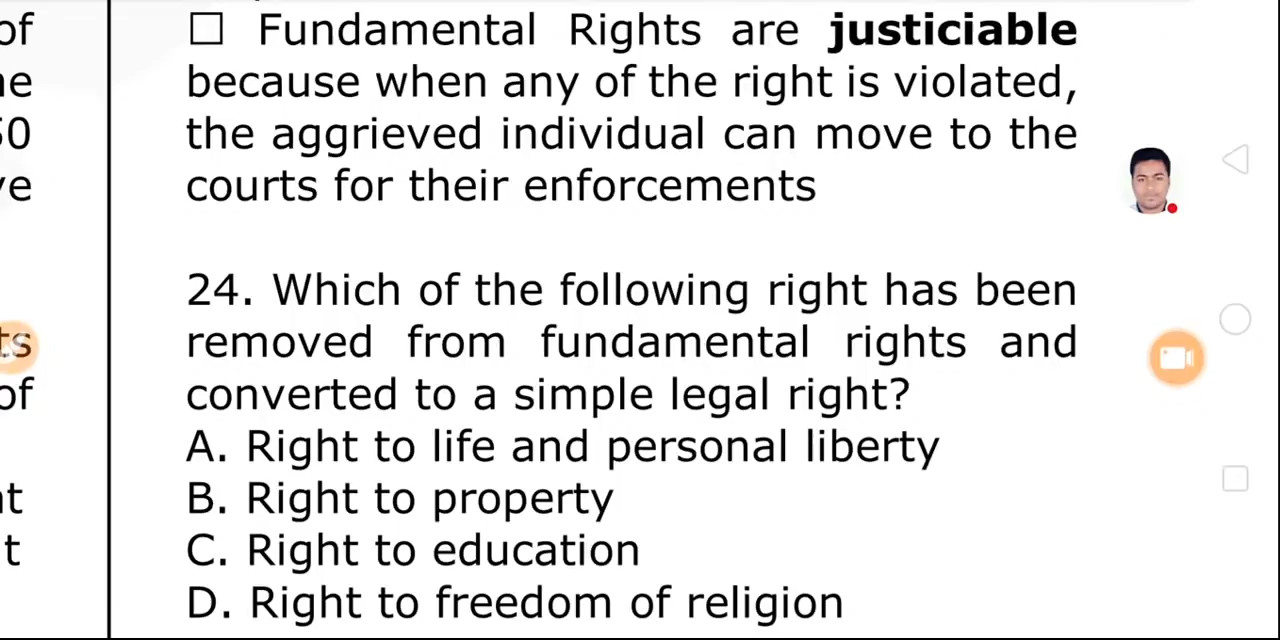 of
□ Fundamental Rights are justiciable
because when any of the right is violated,
the aggrieved individual can move to the
courts for their enforcements
24. Which of the following right has been
removed from fundamental rights and
converted to a simple legal right?
A. Right to life and personal liberty
B. Right to property
C. Right to education
D. Right to freedom of religion
of